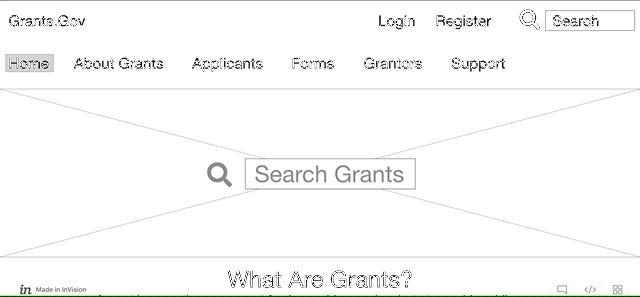 Grants.Gov Login Register Search
Home About Grants Applicants Forms Grantors Support
Search Grants
What Are Grants?
in Made in InVision </>